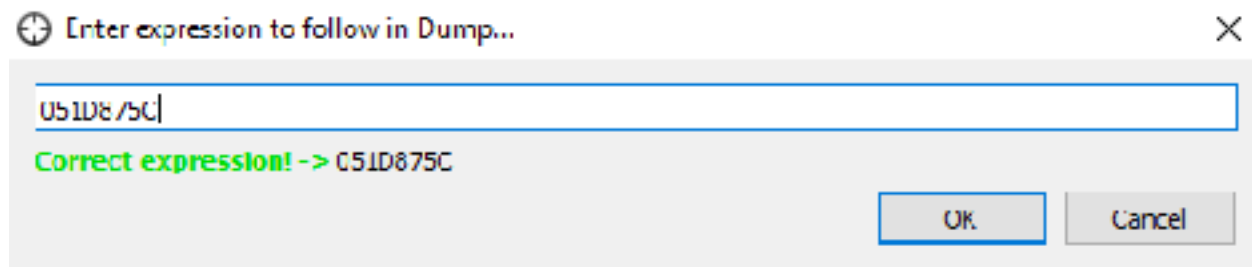 Enter expression to follow in Dump...
051D875C
Correct expression! -> 051D875C
OK
Cancel